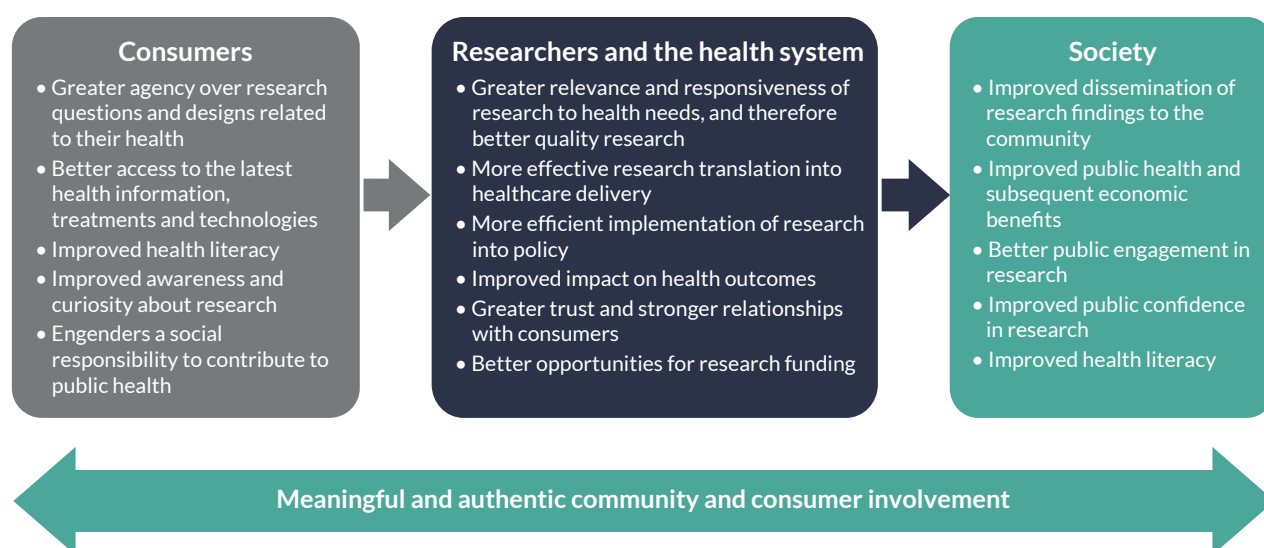 Consumers
• Greater agency over research
questions and designs related
to their health
• Better access to the latest
health information,
treatments and technologies
• Improved health literacy
• Improved awareness and
curiosity about research
• Engenders a social
responsibility to contribute to
public health
Researchers and the health system
• Greater relevance and responsiveness of
research to health needs, and therefore
better quality research
• More effective research translation into
healthcare delivery
• More efficient implementation of research
into policy
• Improved impact on health outcomes
• Greater trust and stronger relationships
with consumers
• Better opportunities for research funding
Society
• Improved dissemination of
research findings to the
community
• Improved public health and
subsequent economic
benefits
• Better public engagement in
research
• Improved public confidence
in research
• Improved health literacy
Meaningful and authentic community and consumer involvement